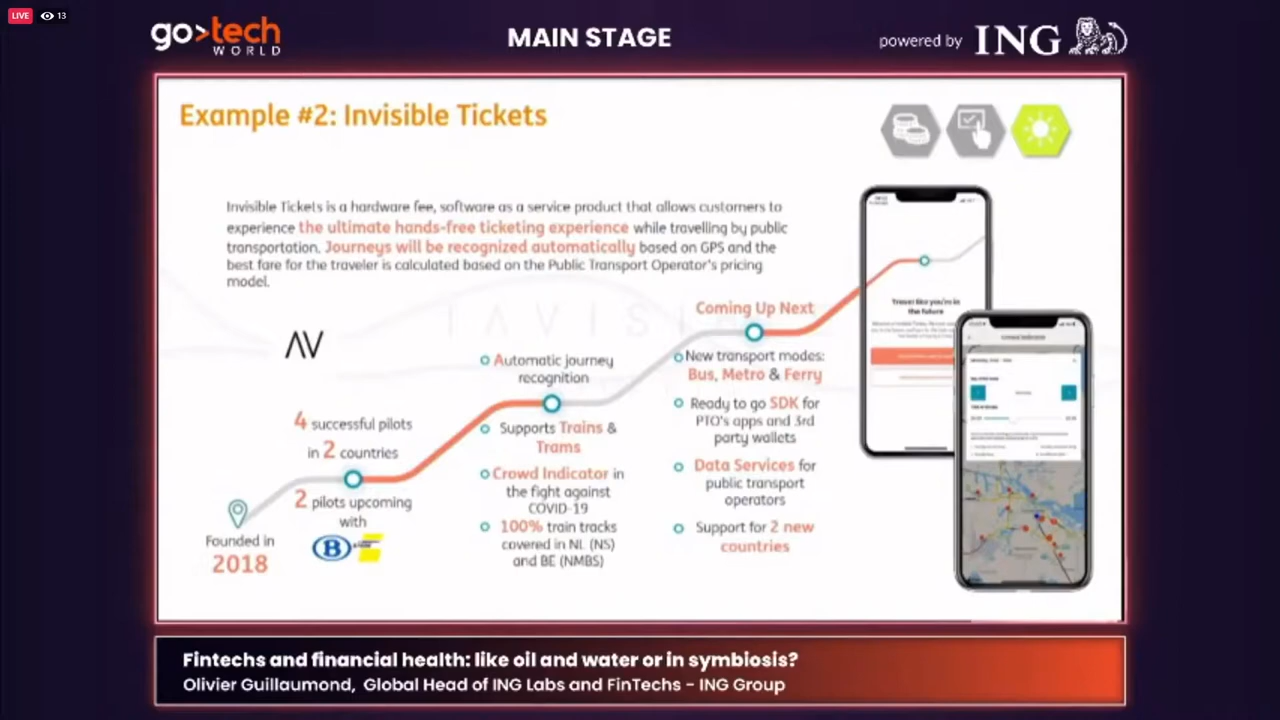 LIVE 13
go>tech
WORLD
MAIN STAGE
powered by ING
Example #2: Invisible Tickets
Invisible Tickets is a hardware fee, software as a service product that allows customers to
experience the ultimate hands-free ticketing experience while travelling by public
transportation. Journeys will be recognized automatically based on GPS and the
best fare for the traveler is calculated based on the Public Transport Operator's pricing
model.
Founded in
2018
4 successful pilots
in 2 countries
2 pilots upcoming
with
B
Automatic journey
recognition
Supports Trains &
Trams
Crowd Indicator in
the fight against
COVID-19
100% train tracks
covered in NL (NS)
and BE (NMBS)
Coming Up Next
New transport modes:
Bus, Metro & Ferry
Ready to go SDK for
PTO's apps and 3rd
party wallets
Data Services for
public transport
operators
Support for 2 new
countries
Travel like you're in
the future
Fintechs and financial health: like oil and water or in symbiosis?
Olivier Guillaumond, Global Head of ING Labs and FinTechs - ING Group